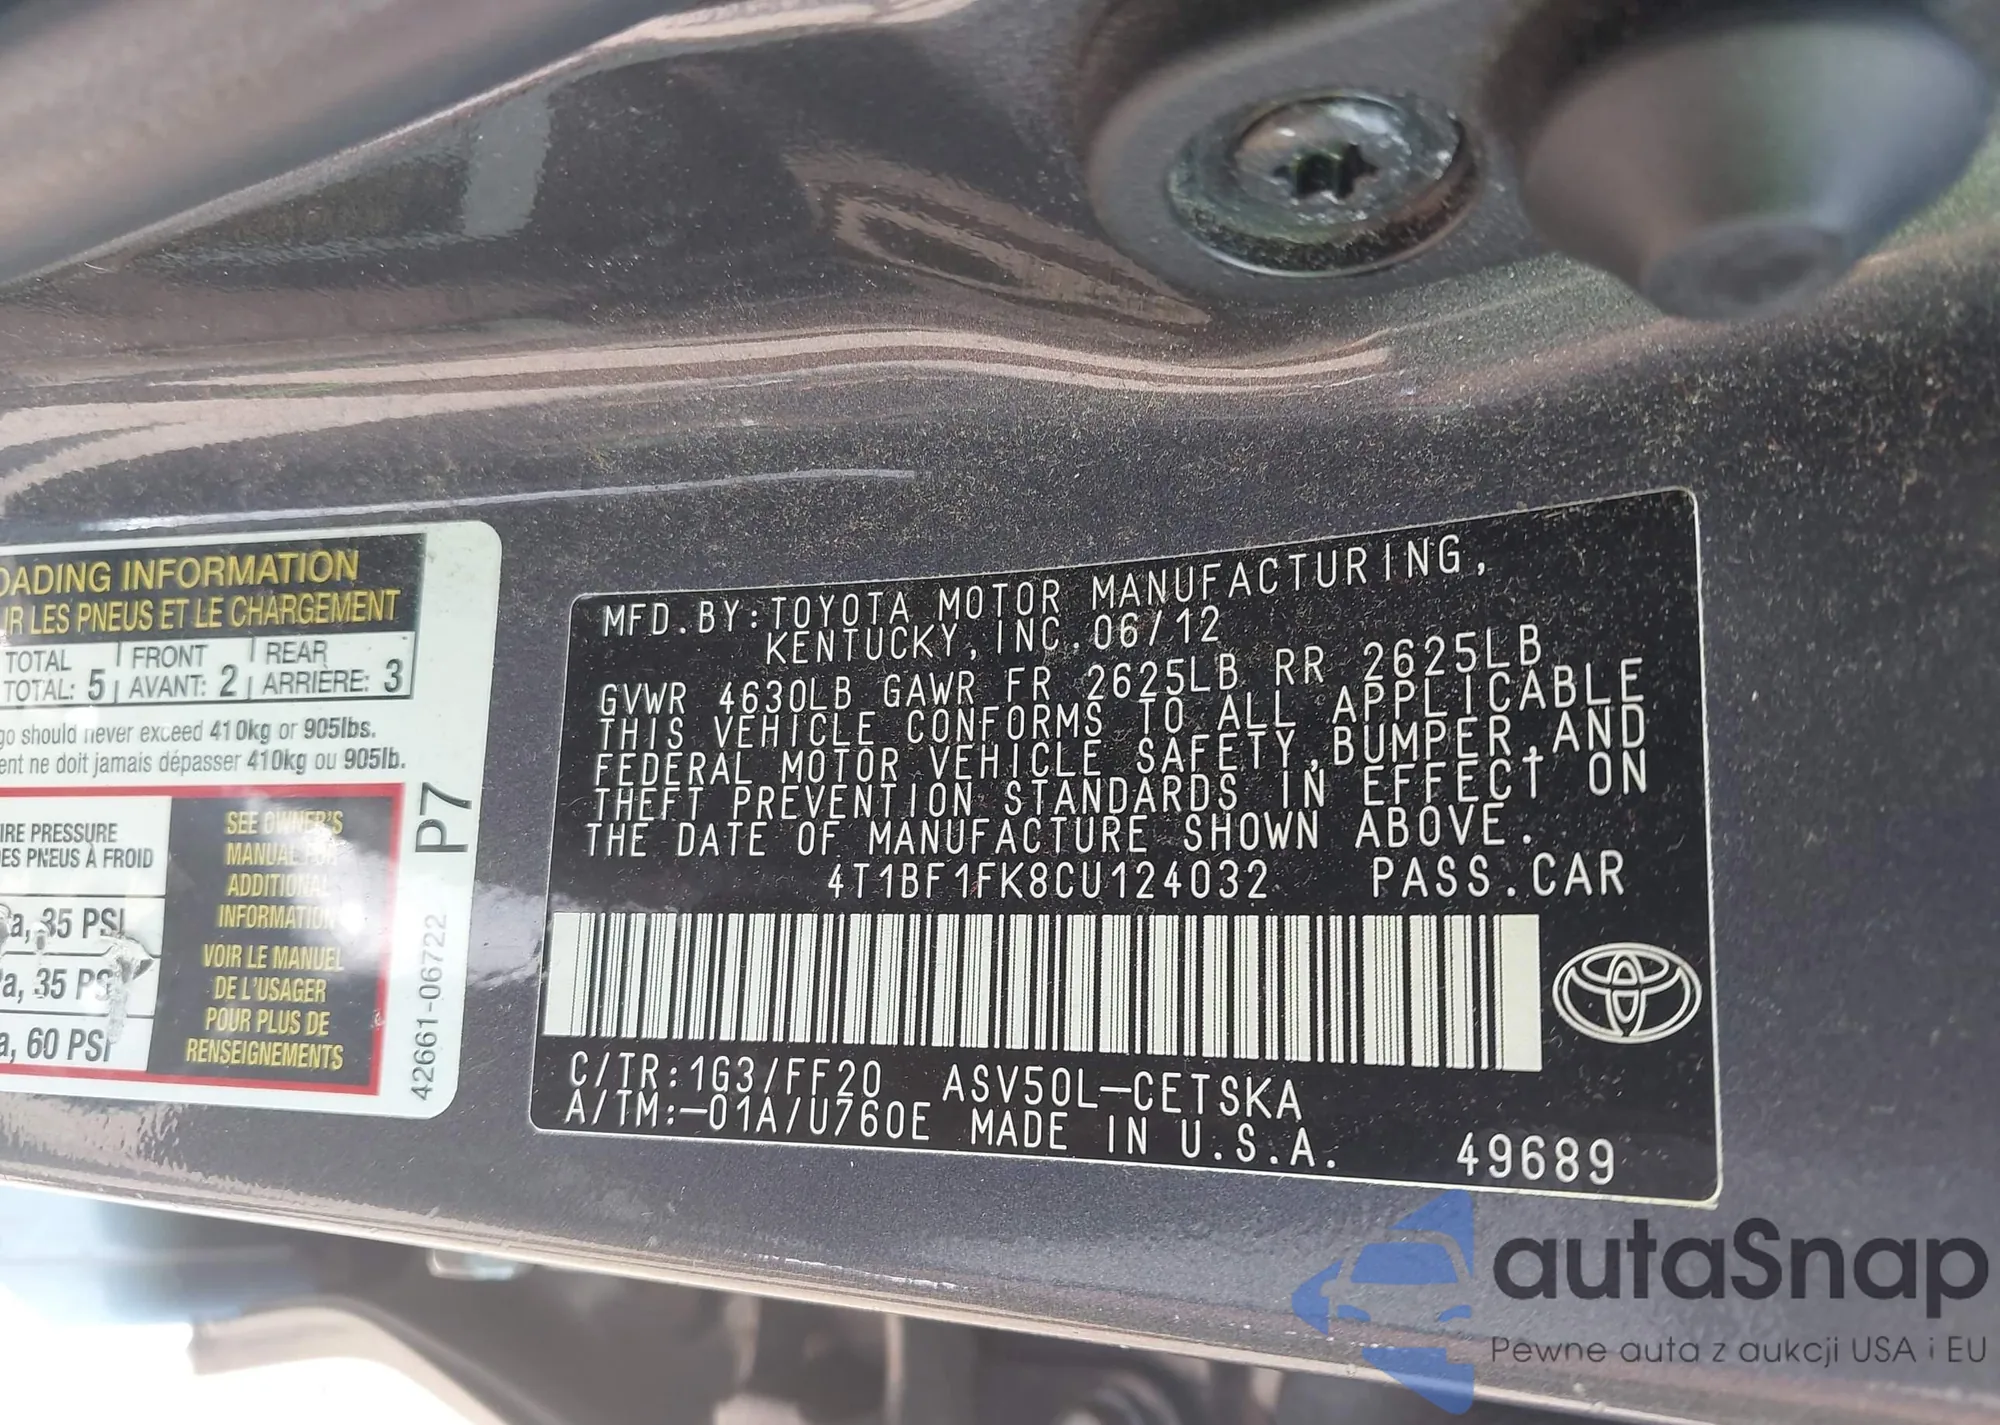 OADING INFORMATION
UR LES PNEUS ET LE CHARGEMENT
TOTAL FRONT REAR
TOTAL: 5 AVANT: 2 ARRIÈRE: 3
go should never exceed 410kg or 905lbs.
ent ne doit jamais dépasser 410kg ou 905lb.
IRE PRESSURE
DES PNEUS À FROID
a, 35 PSI
a, 35 PS
a, 60 PSI
SEE OWNER'S
MANUAL FOR
ADDITIONAL
INFORMATION
VOIR LE MANUEL
DE L'USAGER
POUR PLUS DE
RENSEIGNEMENTS
42661-06722 P7
MFD.BY:TOYOTA MOTOR MANUFACTURING,
KENTUCKY, INC.06/12
GVWR 4630LB GAWR FR 2625LB RR 2625LB
THIS VEHICLE CONFORMS TO ALL APPLICABLE
FEDERAL MOTOR VEHICLE SAFETY,BUMPER,AND
THEFT PREVENTION STANDARDS IN EFFECT ON
THE DATE OF MANUFACTURE SHOWN ABOVE.
4T1BF1FK8CU124032 PASS.CAR
C/TR:1G3/FF20 ASV50L-CETSKA
A/TM:-01A/U760E MADE IN U.S.A.
49689
autaSnap
Pewne auta z aukcji USA i EU